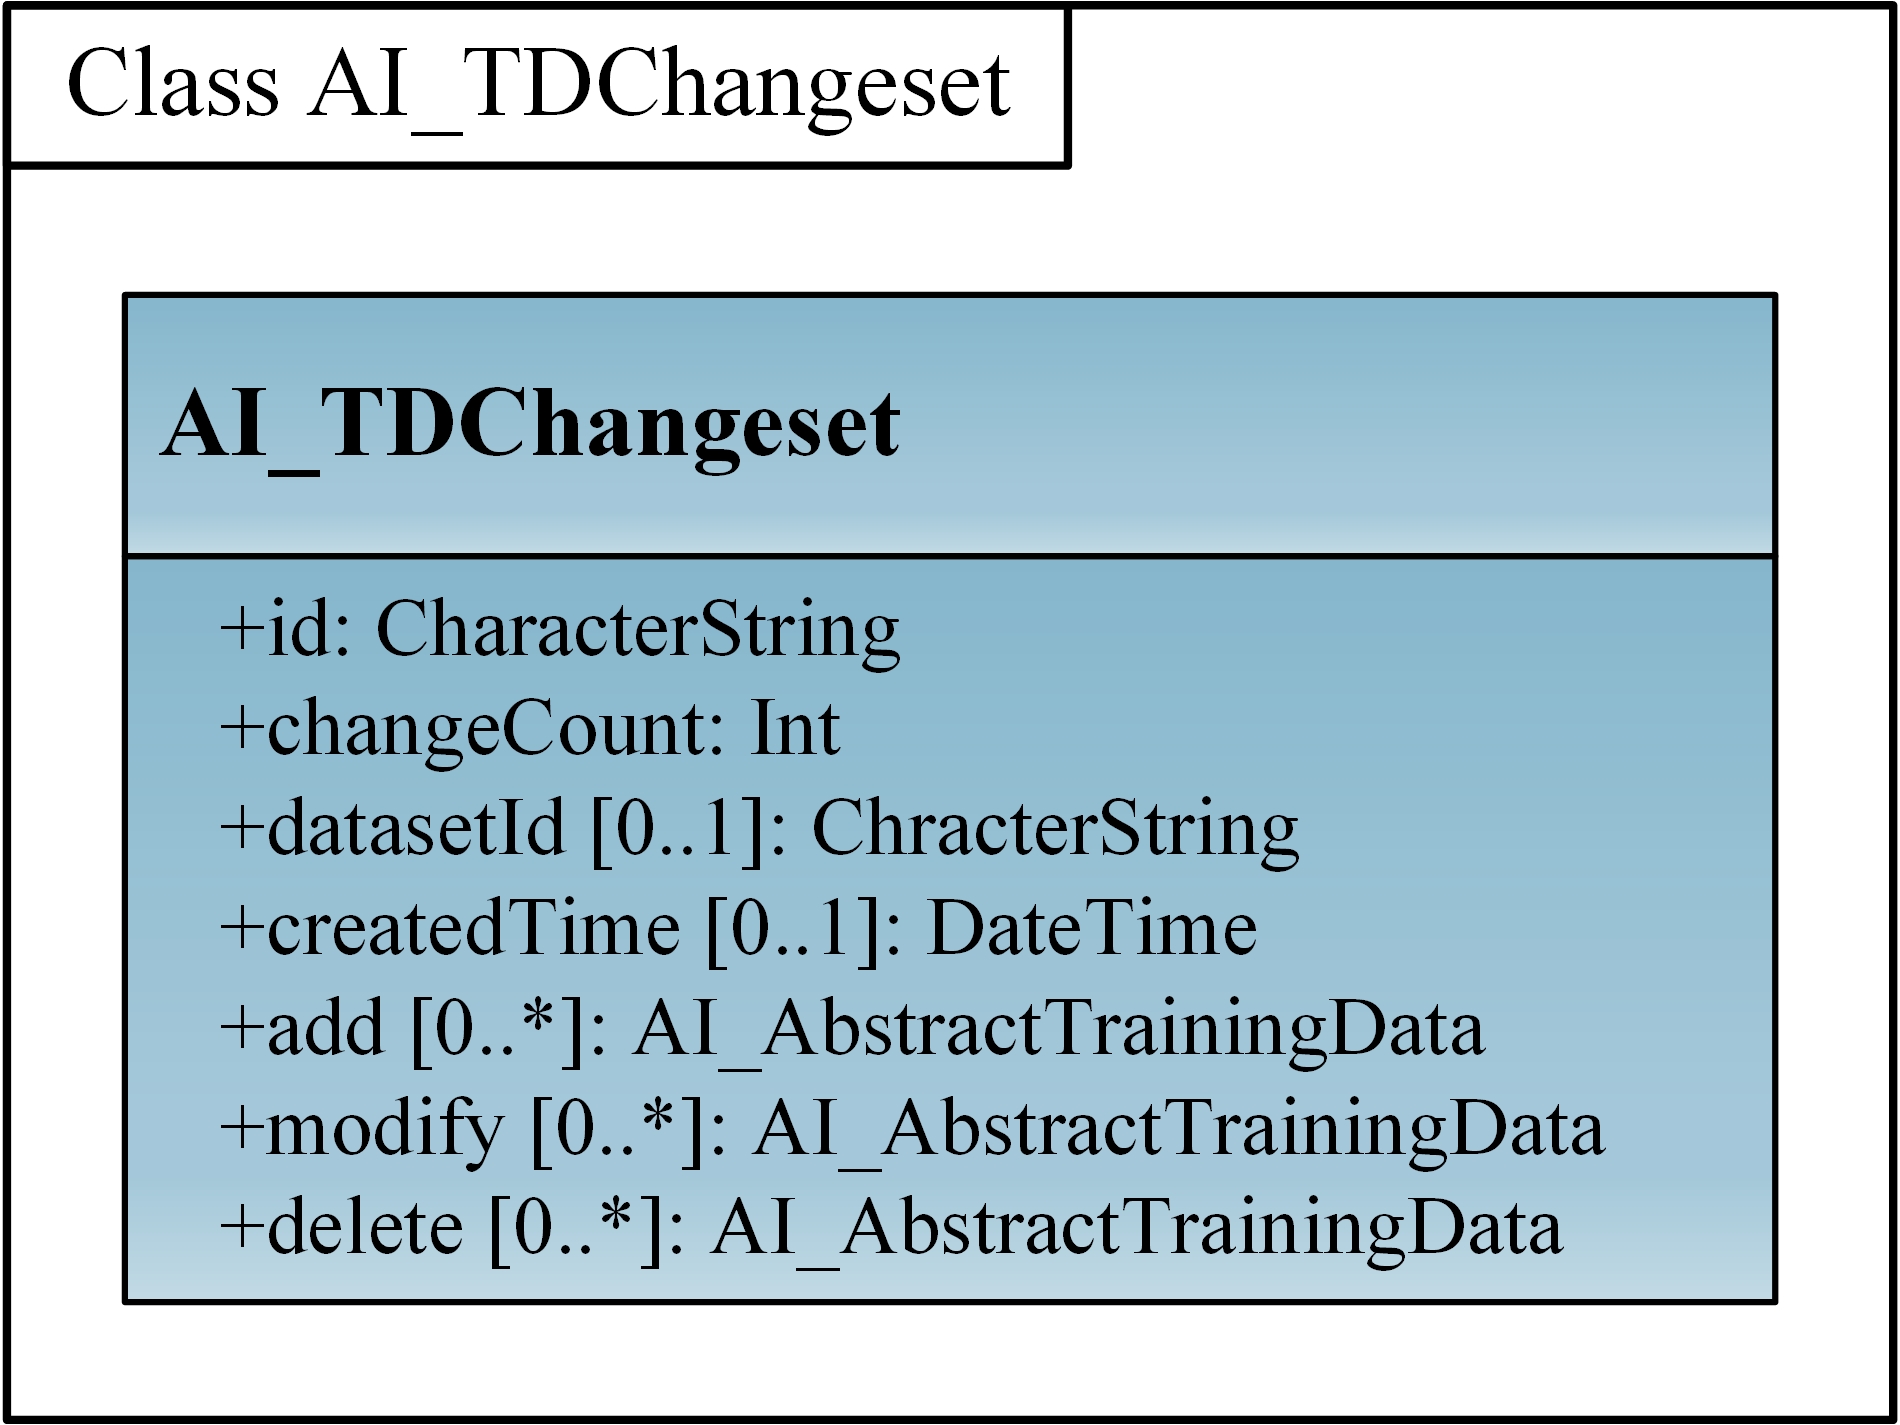 Class AI_TDChangeset
AI_TDChangeset
+id: CharacterString
+changeCount: Int
+datasetId [0..1]: ChracterString
+createdTime [0..1]: DateTime
+add [0..*]: AI_AbstractTrainingData
+modify [0..*]: AI_AbstractTrainingData
+delete [0..*]: AI_AbstractTrainingData